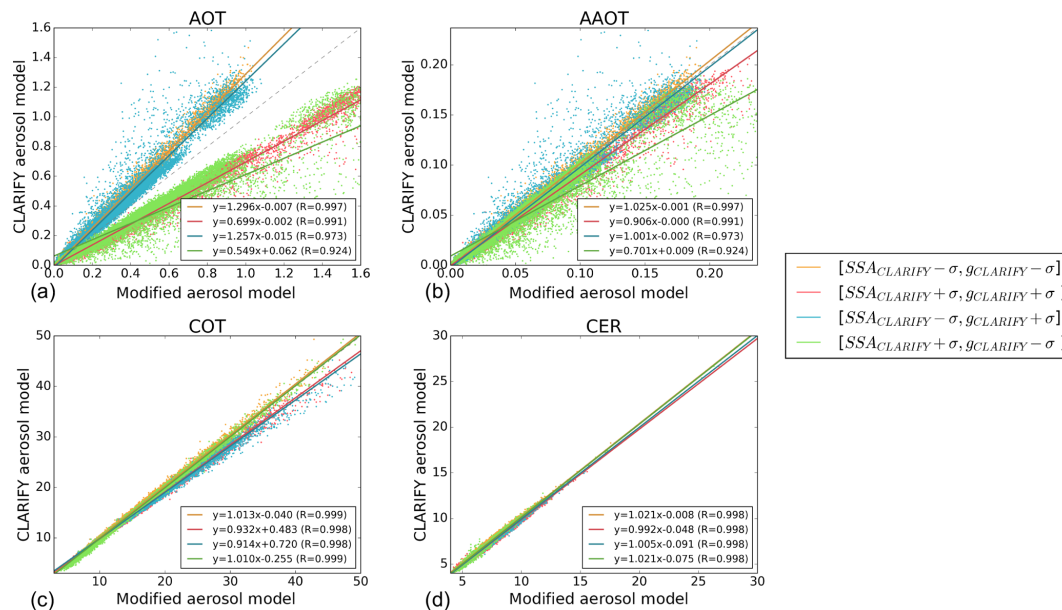 AOT
CLARIFY aerosol model
1.6
1.4
1.2
1.0
0.8
0.6
0.4
0.2
0.0
0.0 0.2 0.4 0.6 0.8 1.0 1.2 1.4 1.6
y=1.296x-0.007 (R=0.997)
y=0.699x-0.002 (R=0.991)
y=1.257x-0.015 (R=0.973)
y=0.549x+0.062 (R=0.924)
(a)
Modified aerosol model
AAOT
CLARIFY aerosol model
0.20
0.15
0.10
0.05
0.00
0.00 0.05 0.10 0.15 0.20
y=1.025x-0.001 (R=0.997)
y=0.906x-0.000 (R=0.991)
y=1.001x-0.002 (R=0.973)
y=0.701x+0.009 (R=0.924)
(b)
Modified aerosol model
[SSA_CLARIFY − σ, g_CLARIFY − σ]
[SSA_CLARIFY + σ, g_CLARIFY + σ]
[SSA_CLARIFY − σ, g_CLARIFY + σ]
[SSA_CLARIFY + σ, g_CLARIFY − σ]
COT
CLARIFY aerosol model
50
40
30
20
10
10 20 30 40 50
y=1.013x-0.040 (R=0.999)
y=0.932x+0.483 (R=0.998)
y=0.914x+0.720 (R=0.998)
y=1.010x-0.255 (R=0.999)
(c)
Modified aerosol model
CER
CLARIFY aerosol model
30
25
20
15
10
5
5 10 15 20 25 30
y=1.021x-0.008 (R=0.998)
y=0.992x-0.048 (R=0.998)
y=1.005x-0.091 (R=0.998)
y=1.021x-0.075 (R=0.998)
(d)
Modified aerosol model